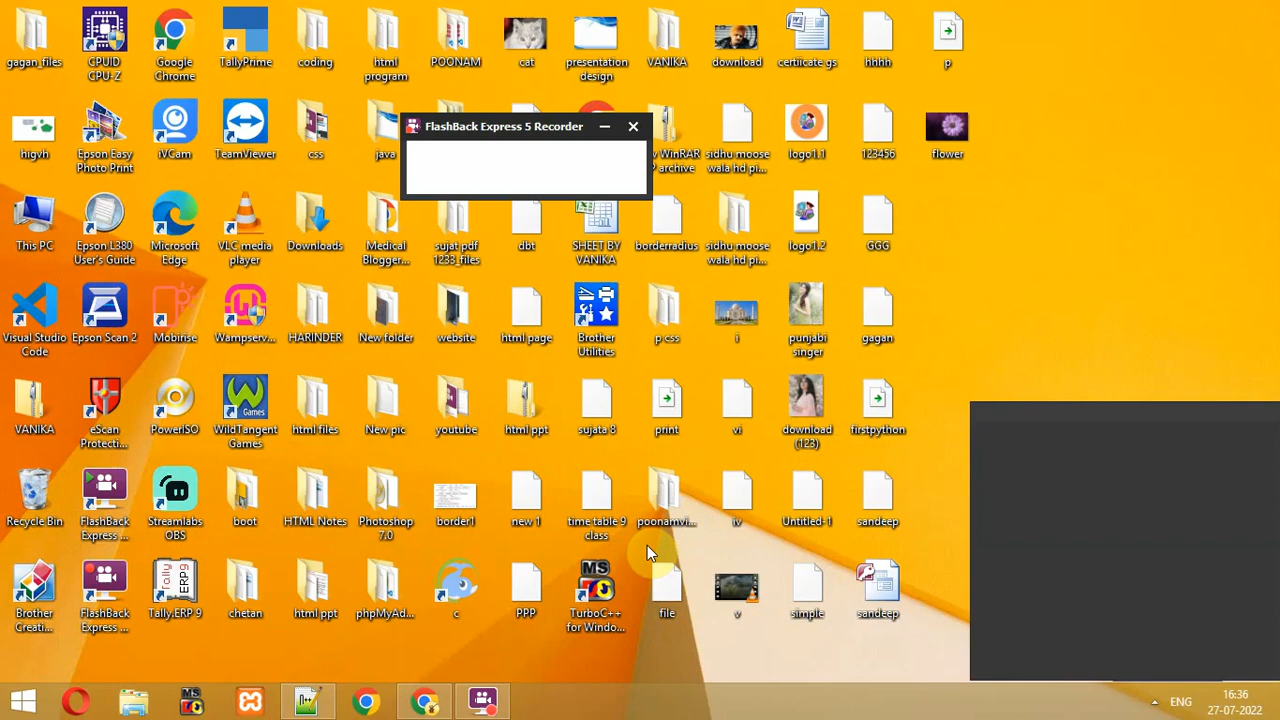 gagan_files
CPUID
CPU-Z
Google
Chrome
TallyPrime
coding
html
program
POONAM
cat
presentation
design
VANIKA
download
certiicate gs
hhhh
p
FlashBack Express 5 Recorder
higvh
Epson Easy
Photo Print
iVCam
TeamViewer
css
java
WinRAR
archive
sidhu moose
wala hd pi...
logo1.1
123456
flower
This PC
Epson L380
User's Guide
Microsoft
Edge
VLC media
player
Downloads
Medical
Blogger...
sujat pdf
1233_files
dbt
SHEET BY
VANIKA
borderradius
sidhu moose
wala hd pi...
logo1.2
GGG
Visual Studio
Code
Epson Scan 2
Mobirise
Wampserv...
HARINDER
New folder
website
html page
Brother
Utilities
p css
i
punjabi
singer
gagan
VANIKA
eScan
Protecti...
PowerISO
WildTangent
Games
html files
New pic
youtube
html ppt
sujata 8
print
vi
download
(123)
firstpython
Recycle Bin
FlashBack
Express ...
Streamlabs
OBS
boot
HTML Notes
Photoshop
7.0
border1
new 1
time table 9
class
poonamvi...
iv
Untitled-1
sandeep
Brother
Creati...
FlashBack
Express ...
Tally.ERP 9
chetan
html.ppt
phpMyAd...
c
PPP
TurboC++
for Windo...
file
v
simple
sandeep
ENG
16:36
27-07-2022